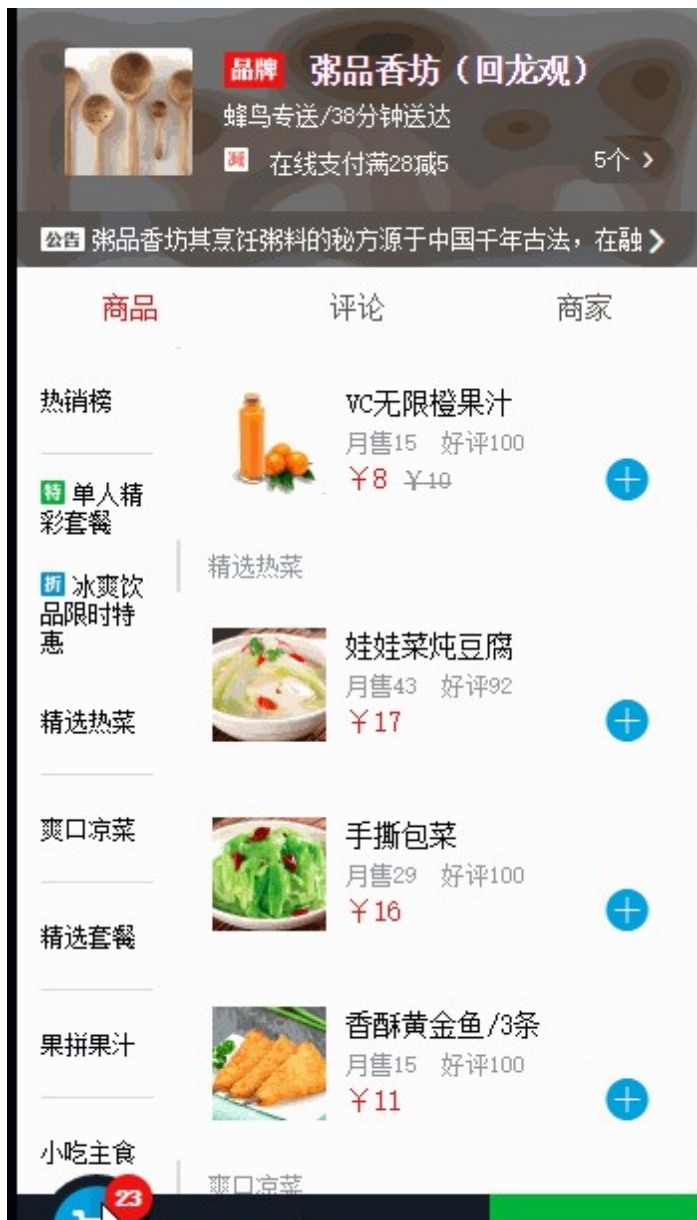 品牌 粥品香坊（回龙观）
蜂鸟专送/38分钟送达
减 在线支付满28减5 5个 >
公告 粥品香坊其烹饪粥料的秘方源于中国千年古法，在融 >
商品 评论 商家
热销榜
特 单人精
彩套餐
折 冰爽饮
品限时特
惠
精选热菜
爽口凉菜
精选套餐
果拼果汁
小吃主食
VC无限橙果汁
月售15 好评100
￥8 ￥10
精选热菜
娃娃菜炖豆腐
月售43 好评92
￥17
手撕包菜
月售29 好评100
￥16
香酥黄金鱼/3条
月售15 好评100
￥11
爽口凉菜
23